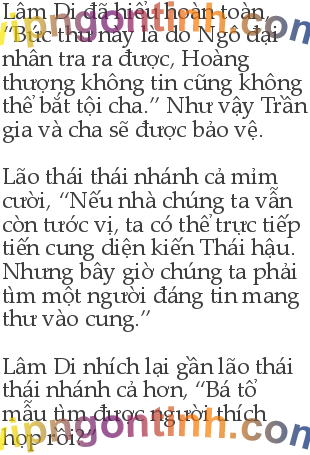 Lâm Di đã hiểu hoàn toàn,
“Bức thư này là do Ngô đại
nhân tra ra được, Hoàng
thượng không tin cũng không
thể bắt tội cha.” Như vậy Trần
gia và cha sẽ được bảo vệ.

Lão thái thái nhánh cả mỉm
cười, “Nếu nhà chúng ta vẫn
còn tước vị, ta có thể trực tiếp
tiến cung diện kiến Thái hậu.
Nhưng bây giờ chúng ta phải
tìm một người đáng tin mang
thư vào cung.”

Lâm Di nhích lại gần lão thái
thái nhánh cả hơn, “Bá tổ
mẫu tìm được người thích
hợp rồi?”
vipngontinh.com
vipngontinh.com